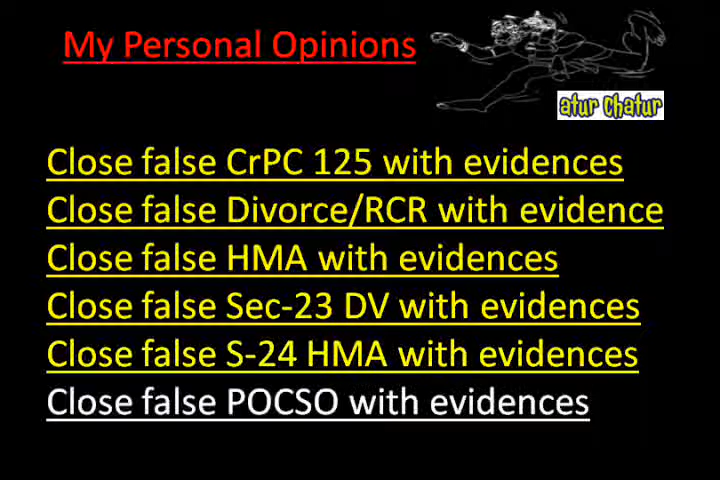 My Personal Opinions
atur Chatur
Close false CrPC 125 with evidences
Close false Divorce/RCR with evidence
Close false HMA with evidences
Close false Sec-23 DV with evidences
Close false S-24 HMA with evidences
Close false POCSO with evidences